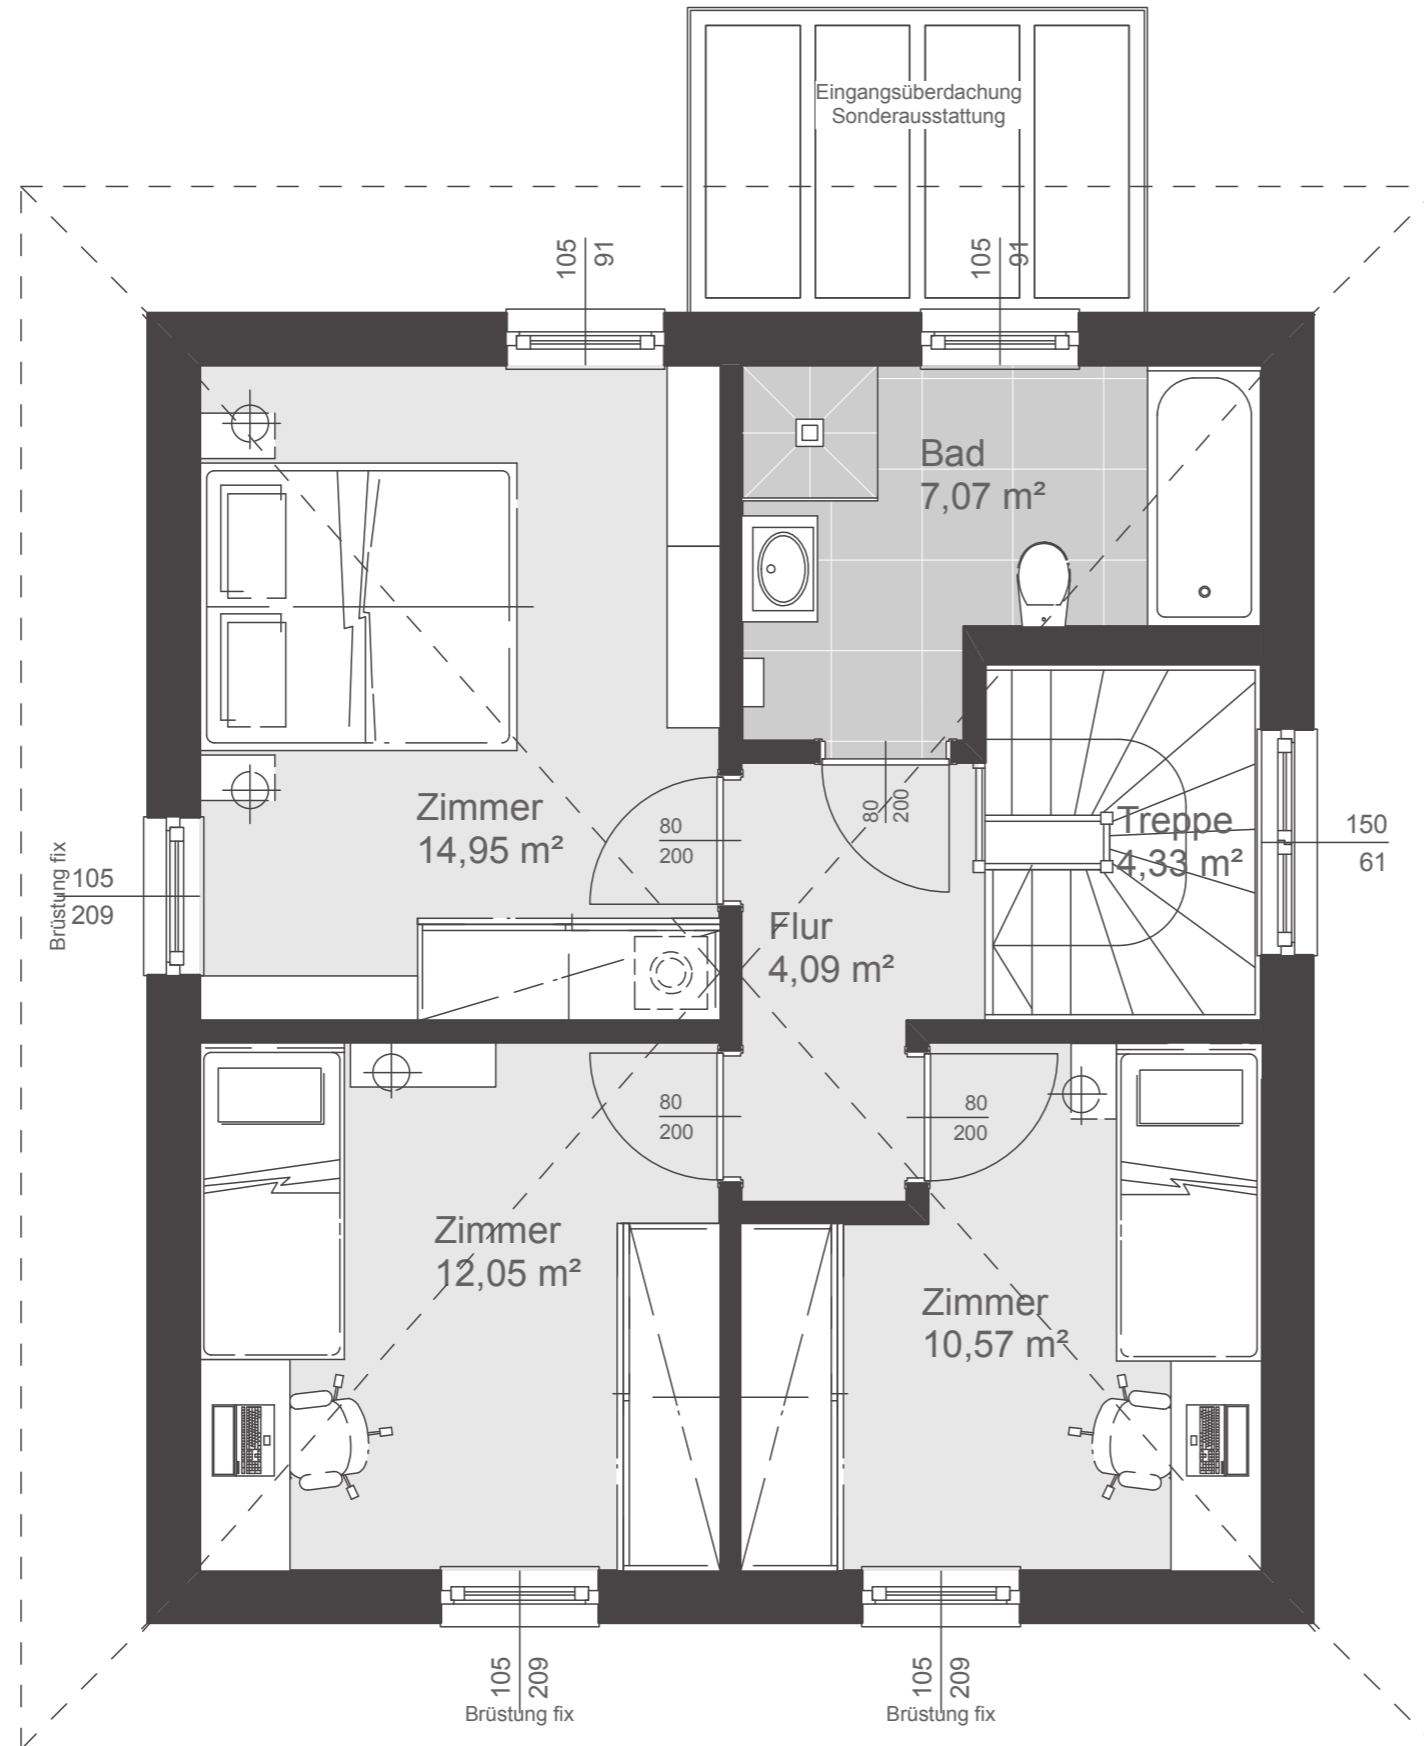 Eingangsüberdachung
Sonderausstattung
105
91
105
91
Bad
7,07 m²
Zimmer
14,95 m²
80
200
80
200
Treppe
4,33 m²
150
61
Brüstung fix
105
209
Flur
4,09 m²
80
200
80
200
Zimmer
12,05 m²
Zimmer
10,57 m²
105
209
Brüstung fix
105
209
Brüstung fix